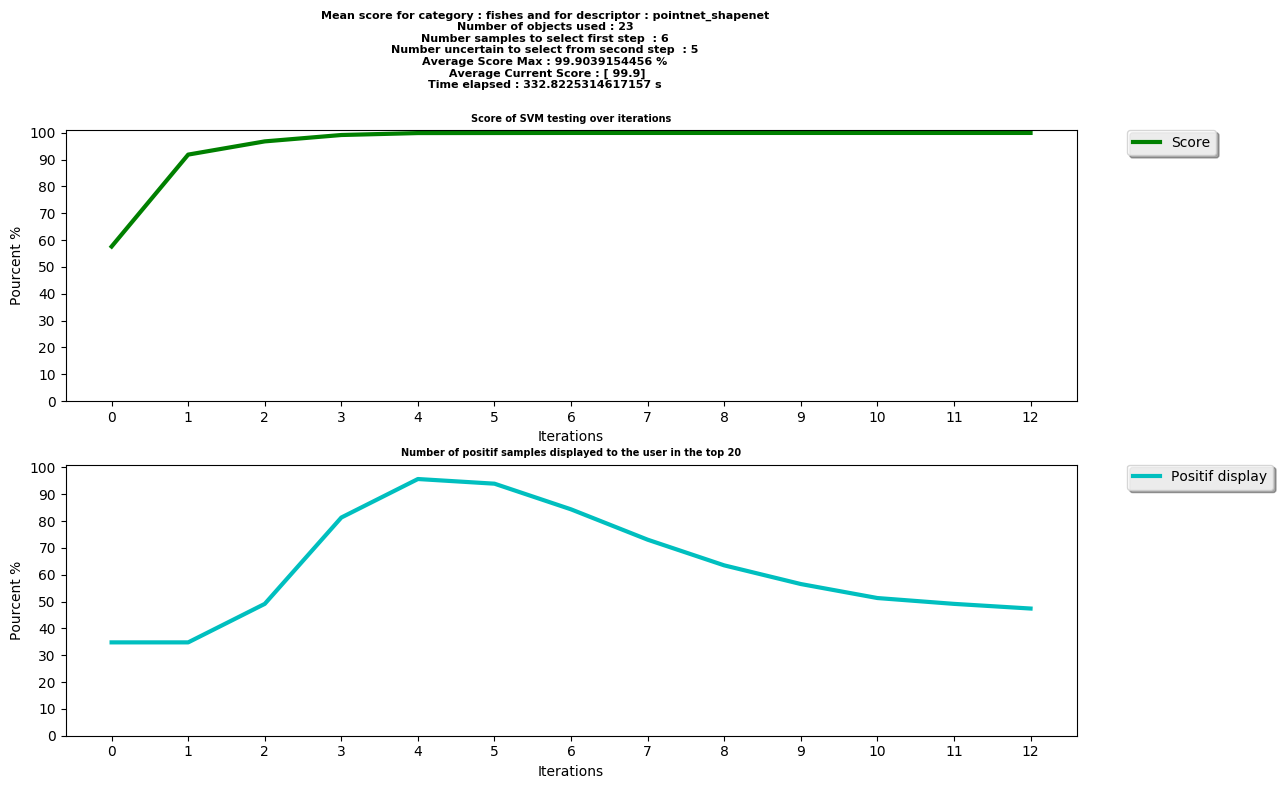 Mean score for category : fishes and for descriptor : pointnet_shapenet
Number of objects used : 23
Number samples to select first step  : 6
Number uncertain to select from second step  : 5
Average Score Max : 99.9039154456 %
Average Current Score : [ 99.9]
Time elapsed : 332.8225314617157 s
Score of SVM testing over iterations
100
90
80
70
60
50
40
30
20
10
0
Pourcent %
0 1 2 3 4 5 6 7 8 9 10 11 12
Iterations
Score
Number of positif samples displayed to the user in the top 20
100
90
80
70
60
50
40
30
20
10
0
Pourcent %
0 1 2 3 4 5 6 7 8 9 10 11 12
Iterations
Positif display